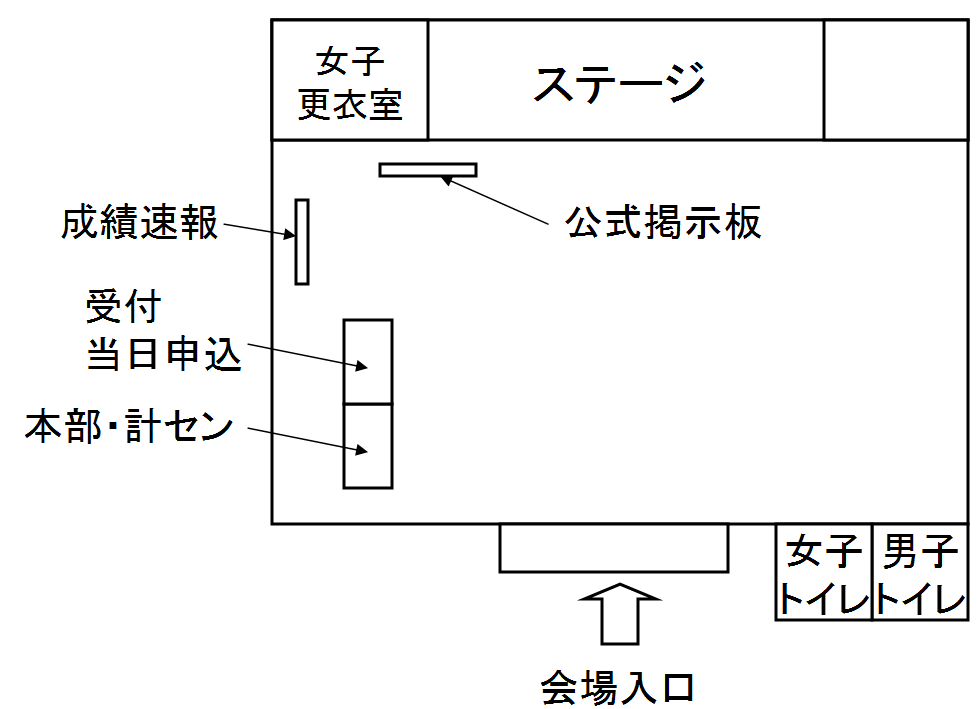 女子
更衣室
ステージ
公式掲示板
成績速報
受付
当日申込
本部・計セン
女子
トイレ
男子
トイレ
会場入口